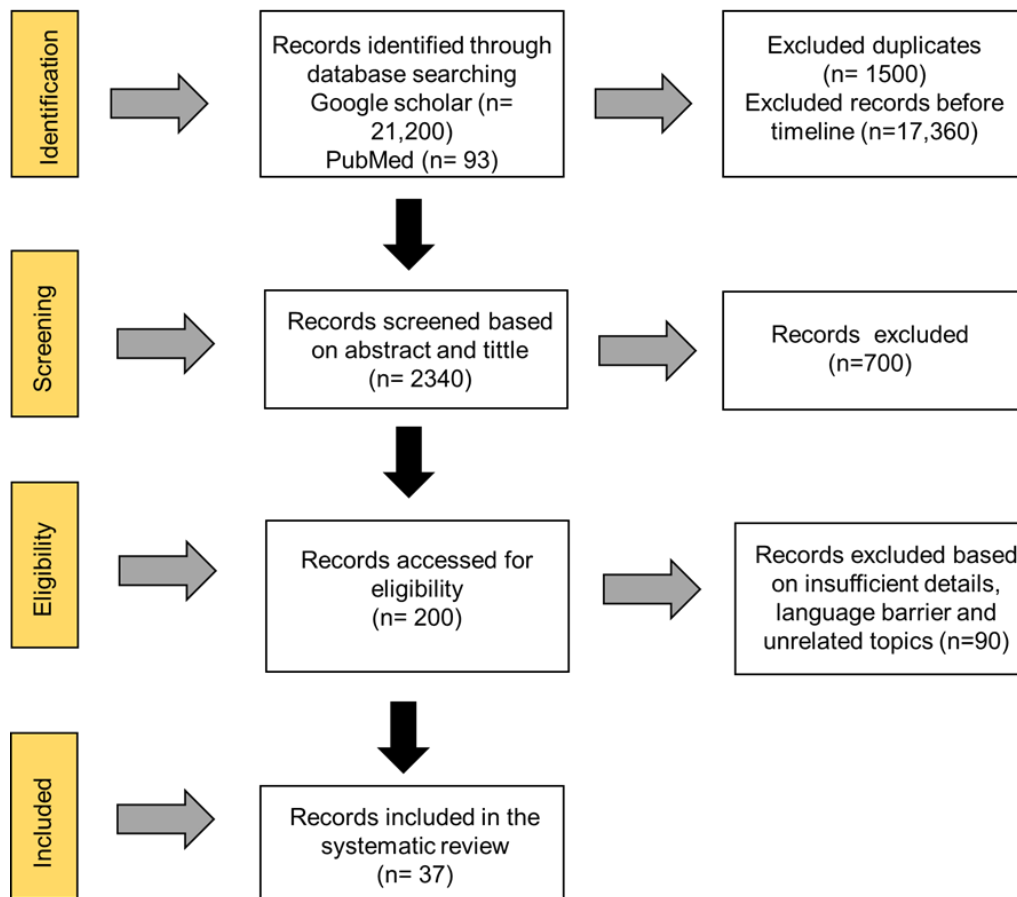 Identification
Records identified through
database searching
Google scholar (n=
21,200)
PubMed (n= 93)
Excluded duplicates
(n= 1500)
Excluded records before
timeline (n=17,360)
Screening
Records screened based
on abstract and tittle
(n= 2340)
Records excluded
(n=700)
Eligibility
Records accessed for
eligibility
(n= 200)
Records excluded based
on insufficient details,
language barrier and
unrelated topics (n=90)
Included
Records included in the
systematic review
(n= 37)